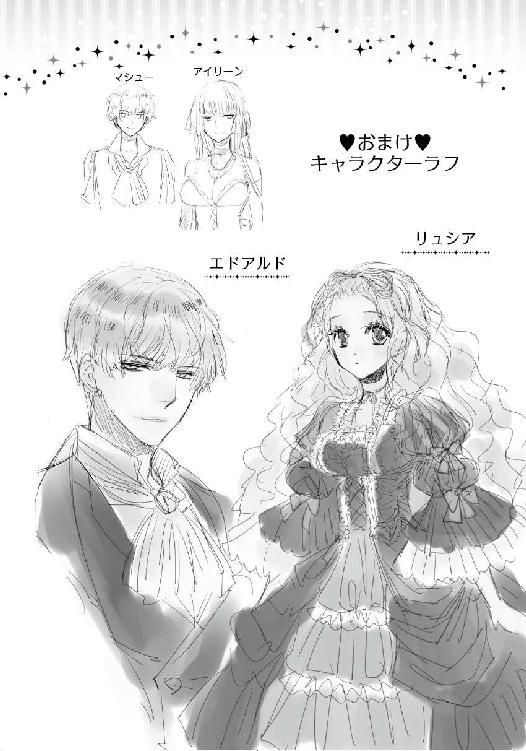 マシュー
アイリーン
♥おまけ♥
キャラクターラフ
リュシア
エドアルド